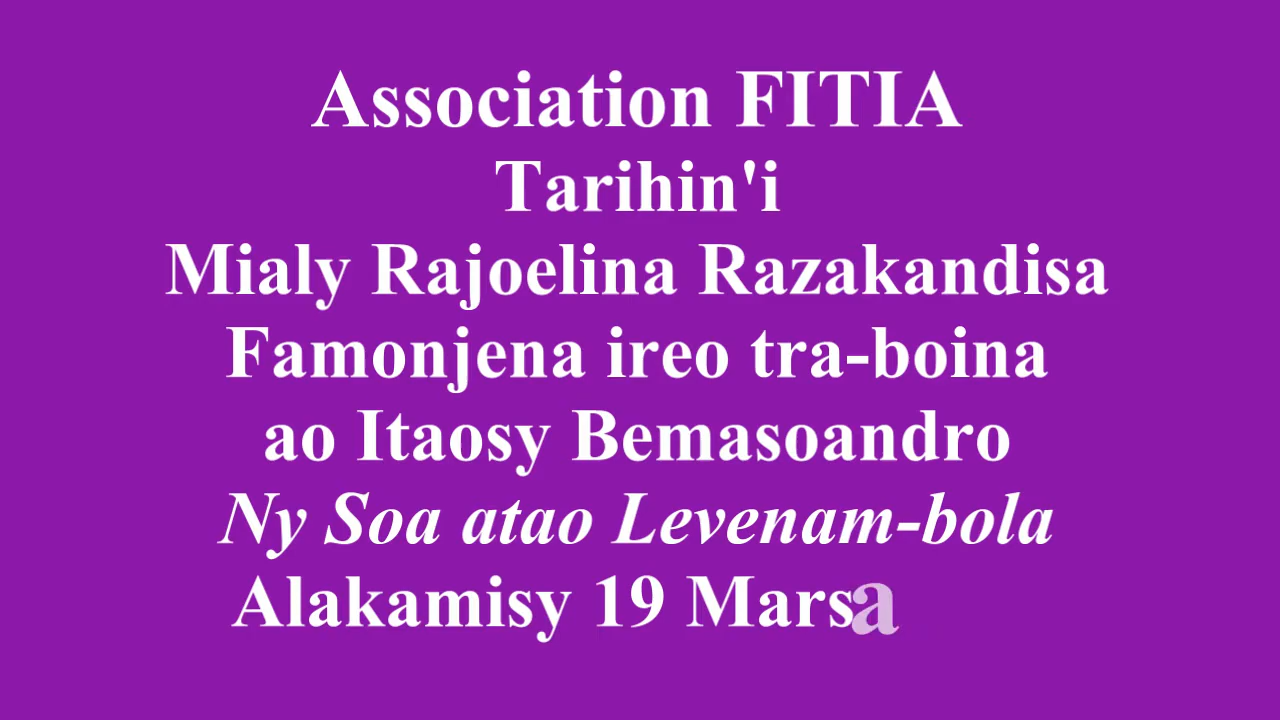 Association FITIA
Tarihin'i
Mialy Rajoelina Razakandisa
Famonjena ireo tra-boina
ao Itaosy Bemasoandro
Ny Soa atao Levenam-bola
Alakamisy 19 Marsa